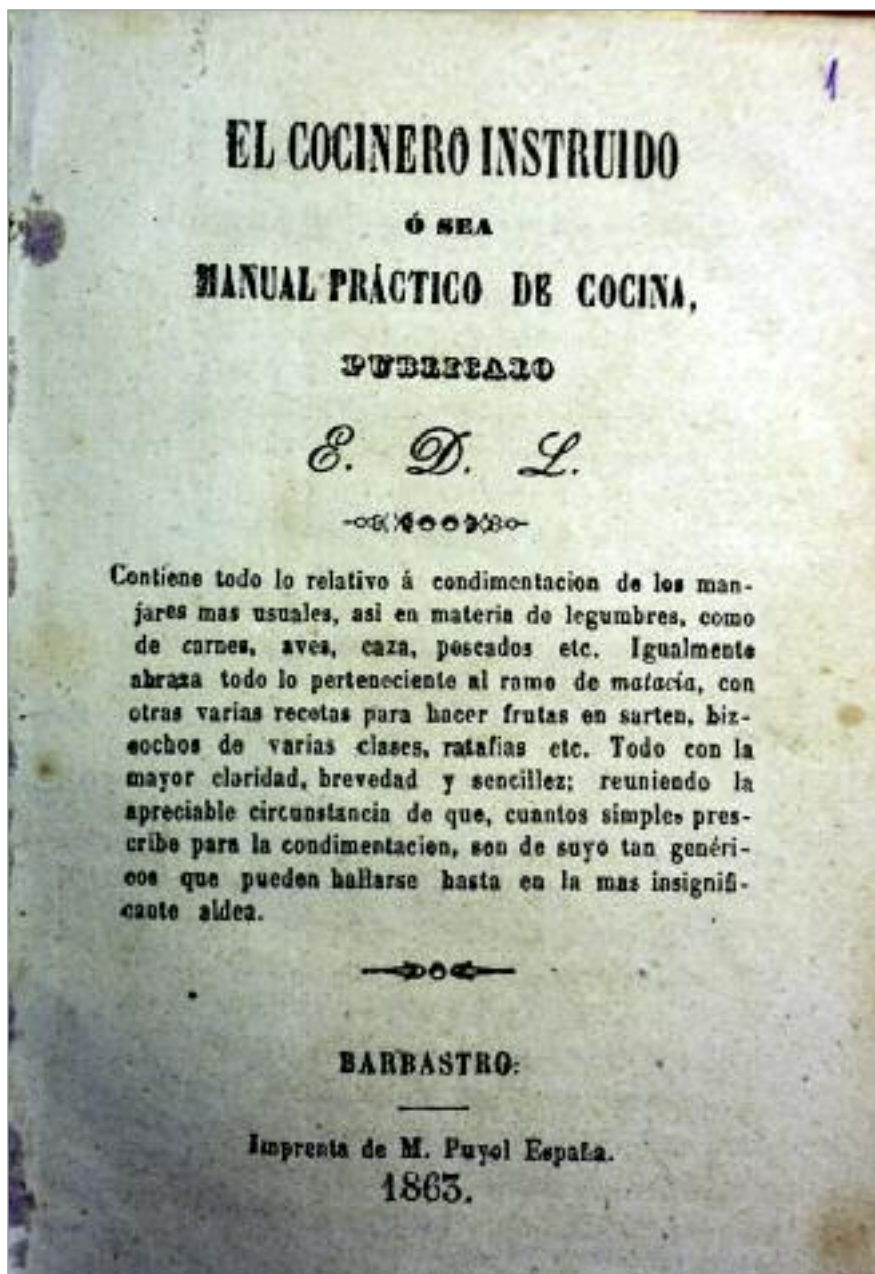 1
EL COCINERO INSTRUIDO
Ó SEA
MANUAL PRÁCTICO DE COCINA,
PUBLICALO
E. D. L.
Contiene todo lo relativo á condimentacion de los man-
jares mas usuales, asi en materia de legumbres, como
de carnes, aves, caza, pescados etc. Igualmente
abraza todo lo perteneciente al ramo de matacía, con
otras varias recetas para hacer frutas en sarten, biz-
cochos de varias clases, ratafias etc. Todo con la
mayor claridad, brevedad y sencillez; reuniendo la
apreciable circunstancia de que, cuantos simples pres-
cribe para la condimentacion, son de suyo tan genéri-
cos que pueden hallarse hasta en la mas insignifi-
cante aldea.
BARBASTRO:
Imprenta de M. Puyol España.
1863.